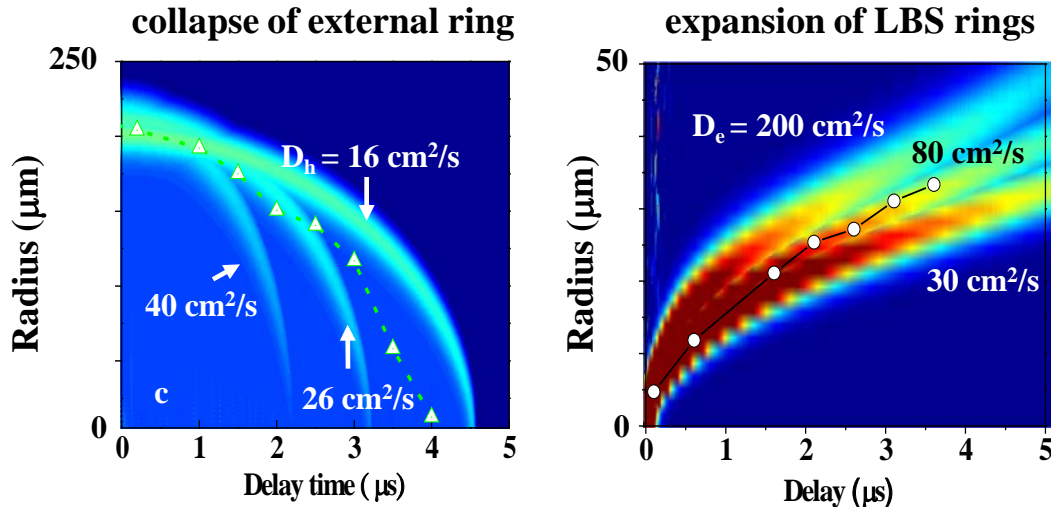 collapse of external ring
250
Radius (μm)
D_h = 16 cm²/s
40 cm²/s
26 cm²/s
c
0
0 1 2 3 4 5
Delay time ( μs)
expansion of LBS rings
50
Radius (μm)
D_e = 200 cm²/s
80 cm²/s
30 cm²/s
0
0 1 2 3 4 5
Delay (μs)